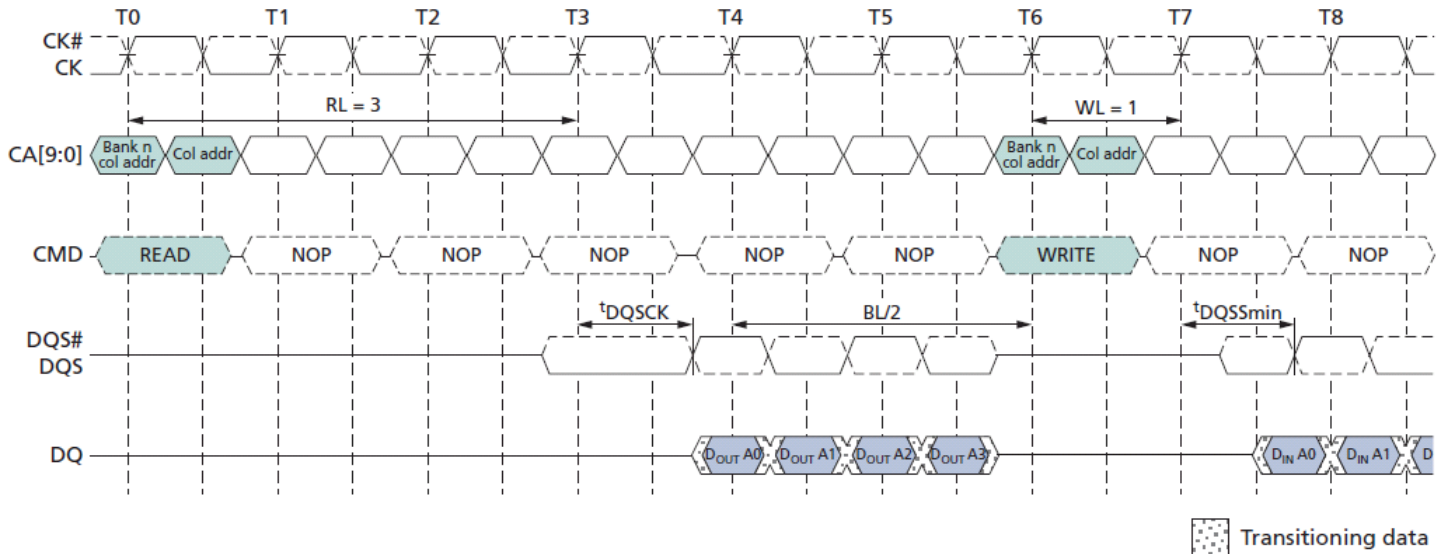 T0 T1 T2 T3 T4 T5 T6 T7 T8
CK#
CK
RL = 3 WL = 1
CA[9:0] Bank n col addr Col addr Bank n col addr Col addr
CMD READ NOP NOP NOP NOP NOP WRITE NOP NOP
tDQSCK BL/2 tDQSSmin
DQS#
DQS
DQ DOUT A0 DOUT A1 DOUT A2 DOUT A3 DIN A0 DIN A1 D
Transitioning data